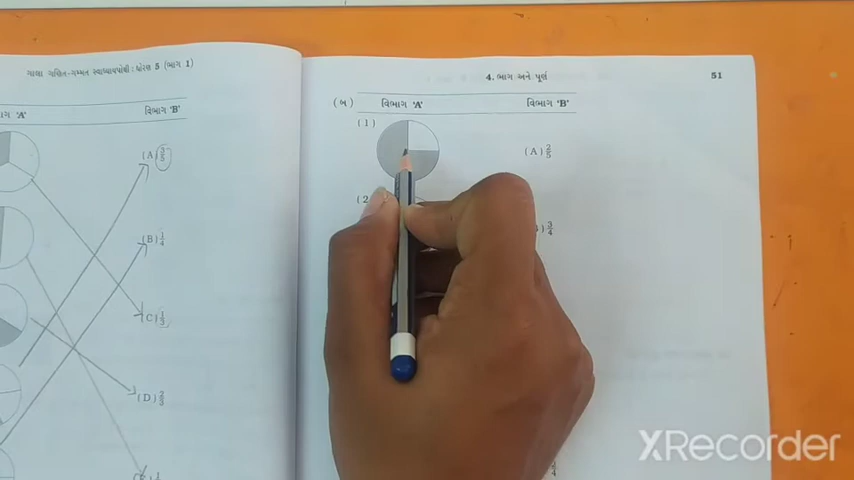 ગાલા ગણિત-ગમ્મત સ્વાધ્યાયપોથી : ધોરણ 5 (ભાગ 1)
વિભાગ 'B'
(A) 3/5
(B) 1/4
(C) 1/3
(D) 2/3
4. ભાગ અને પૂર્ણ
51
(બ) વિભાગ 'A' વિભાગ 'B'
(1) (A) 2/5
(2 3/4
XRecorder